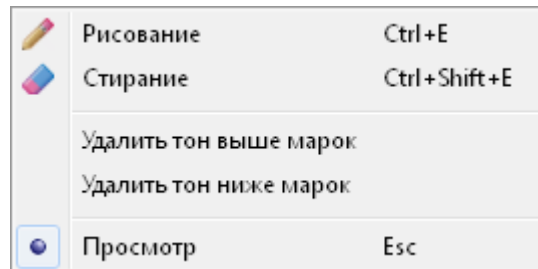 Рисование Ctrl+E
Стирание Ctrl+Shift+E
Удалить тон выше марок
Удалить тон ниже марок
Просмотр Esc